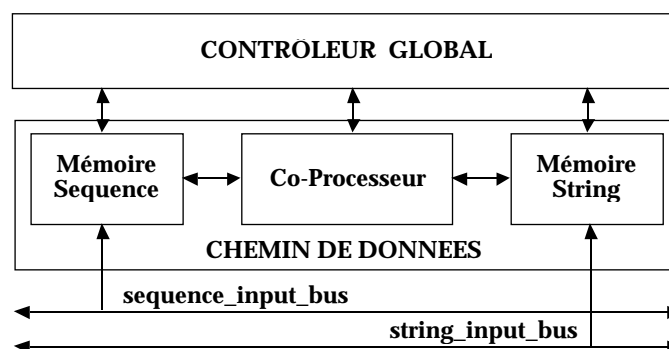 CONTRÔLEUR GLOBAL
Mémoire
Sequence
Co-Processeur
Mémoire
String
CHEMIN DE DONNEES
sequence_input_bus
string_input_bus